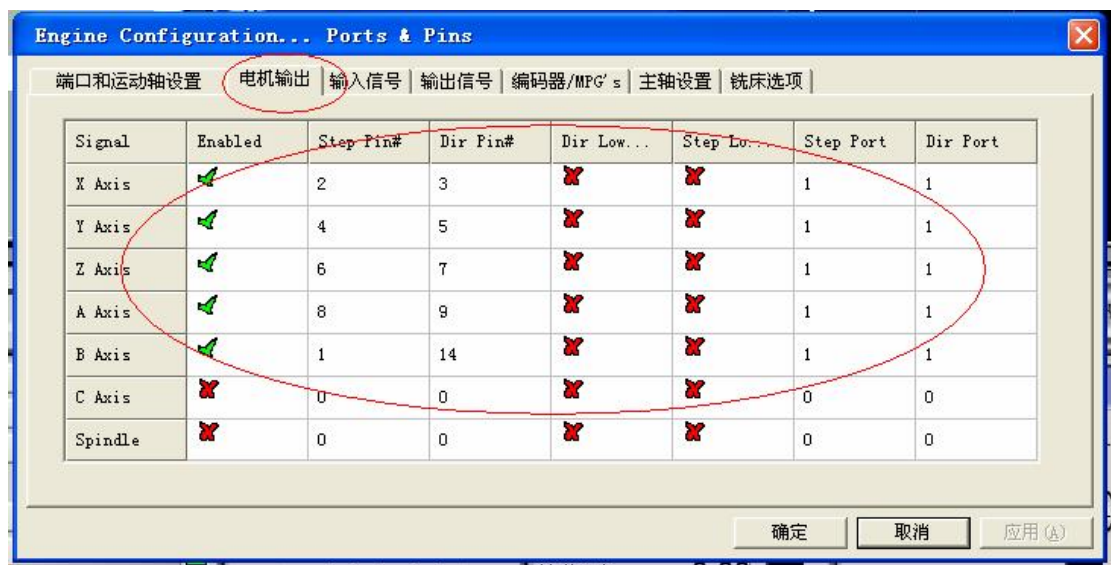 Engine Configuration... Ports & Pins
端口和运动轴设置 电机输出 输入信号 输出信号 编码器/MPG's 主轴设置 铣床选项
Signal Enabled Step Pin# Dir Pin# Dir Low... Step Lo... Step Port Dir Port
X Axis 2 3 1 1
Y Axis 4 5 1 1
Z Axis 6 7 1 1
A Axis 8 9 1 1
B Axis 1 14 1 1
C Axis 0 0 0 0
Spindle 0 0 0 0
确定 取消 应用(A)